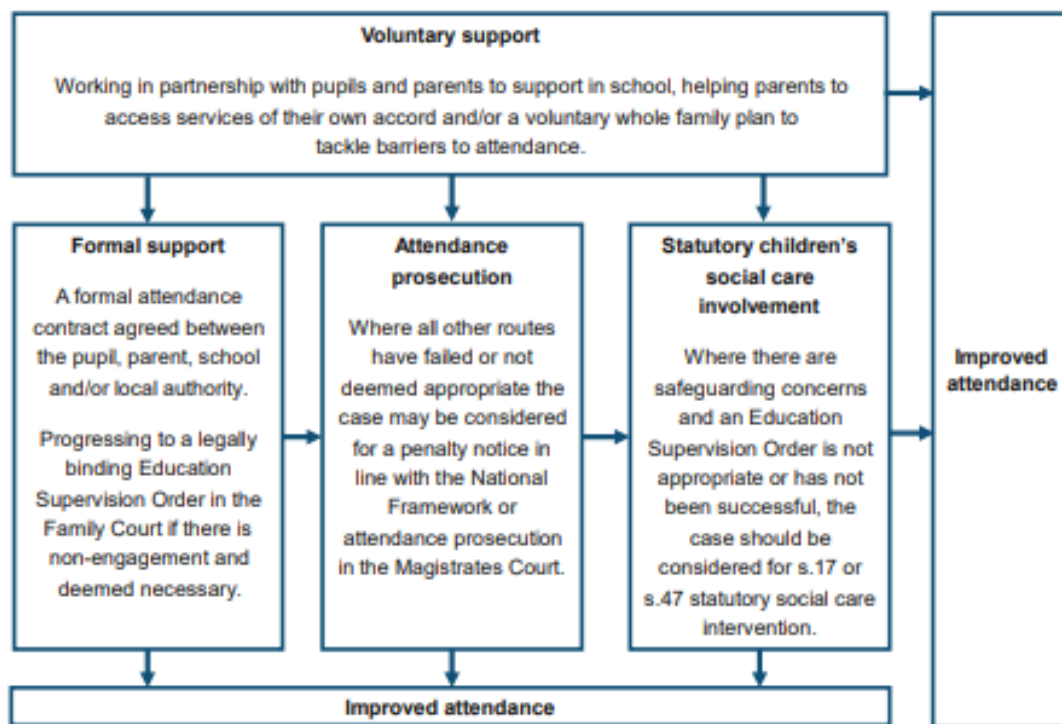 Voluntary support
Working in partnership with pupils and parents to support in school, helping parents to
access services of their own accord and/or a voluntary whole family plan to
tackle barriers to attendance.
Formal support
A formal attendance
contract agreed between
the pupil, parent, school
and/or local authority.
Progressing to a legally
binding Education
Supervision Order in the
Family Court if there is
non-engagement and
deemed necessary.
Attendance
prosecution
Where all other routes
have failed or not
deemed appropriate the
case may be considered
for a penalty notice in
line with the National
Framework or
attendance prosecution
in the Magistrates Court.
Statutory children's
social care
involvement
Where there are
safeguarding concerns
and an Education
Supervision Order is not
appropriate or has not
been successful, the
case should be
considered for s.17 or
s.47 statutory social care
intervention.
Improved
attendance
Improved attendance